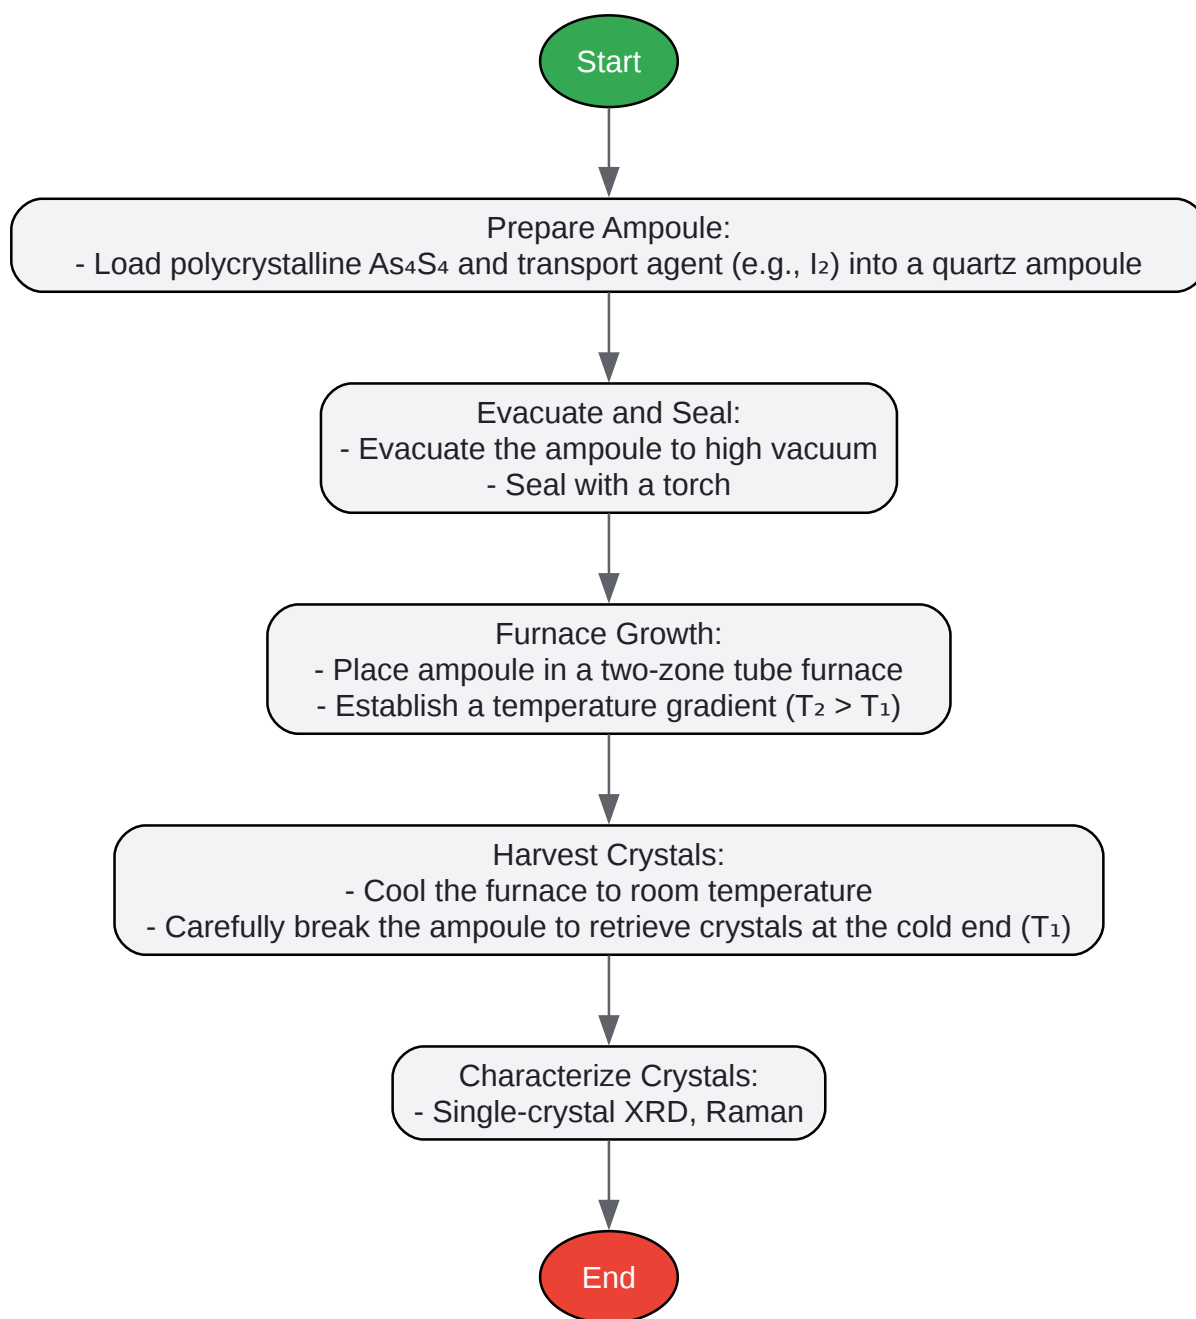 Start
Prepare Ampoule:
- Load polycrystalline As₄S₄ and transport agent (e.g., I₂) into a quartz ampoule
Evacuate and Seal:
- Evacuate the ampoule to high vacuum
- Seal with a torch
Furnace Growth:
- Place ampoule in a two-zone tube furnace
- Establish a temperature gradient (T₂ > T₁)
Harvest Crystals:
- Cool the furnace to room temperature
- Carefully break the ampoule to retrieve crystals at the cold end (T₁)
Characterize Crystals:
- Single-crystal XRD, Raman
End